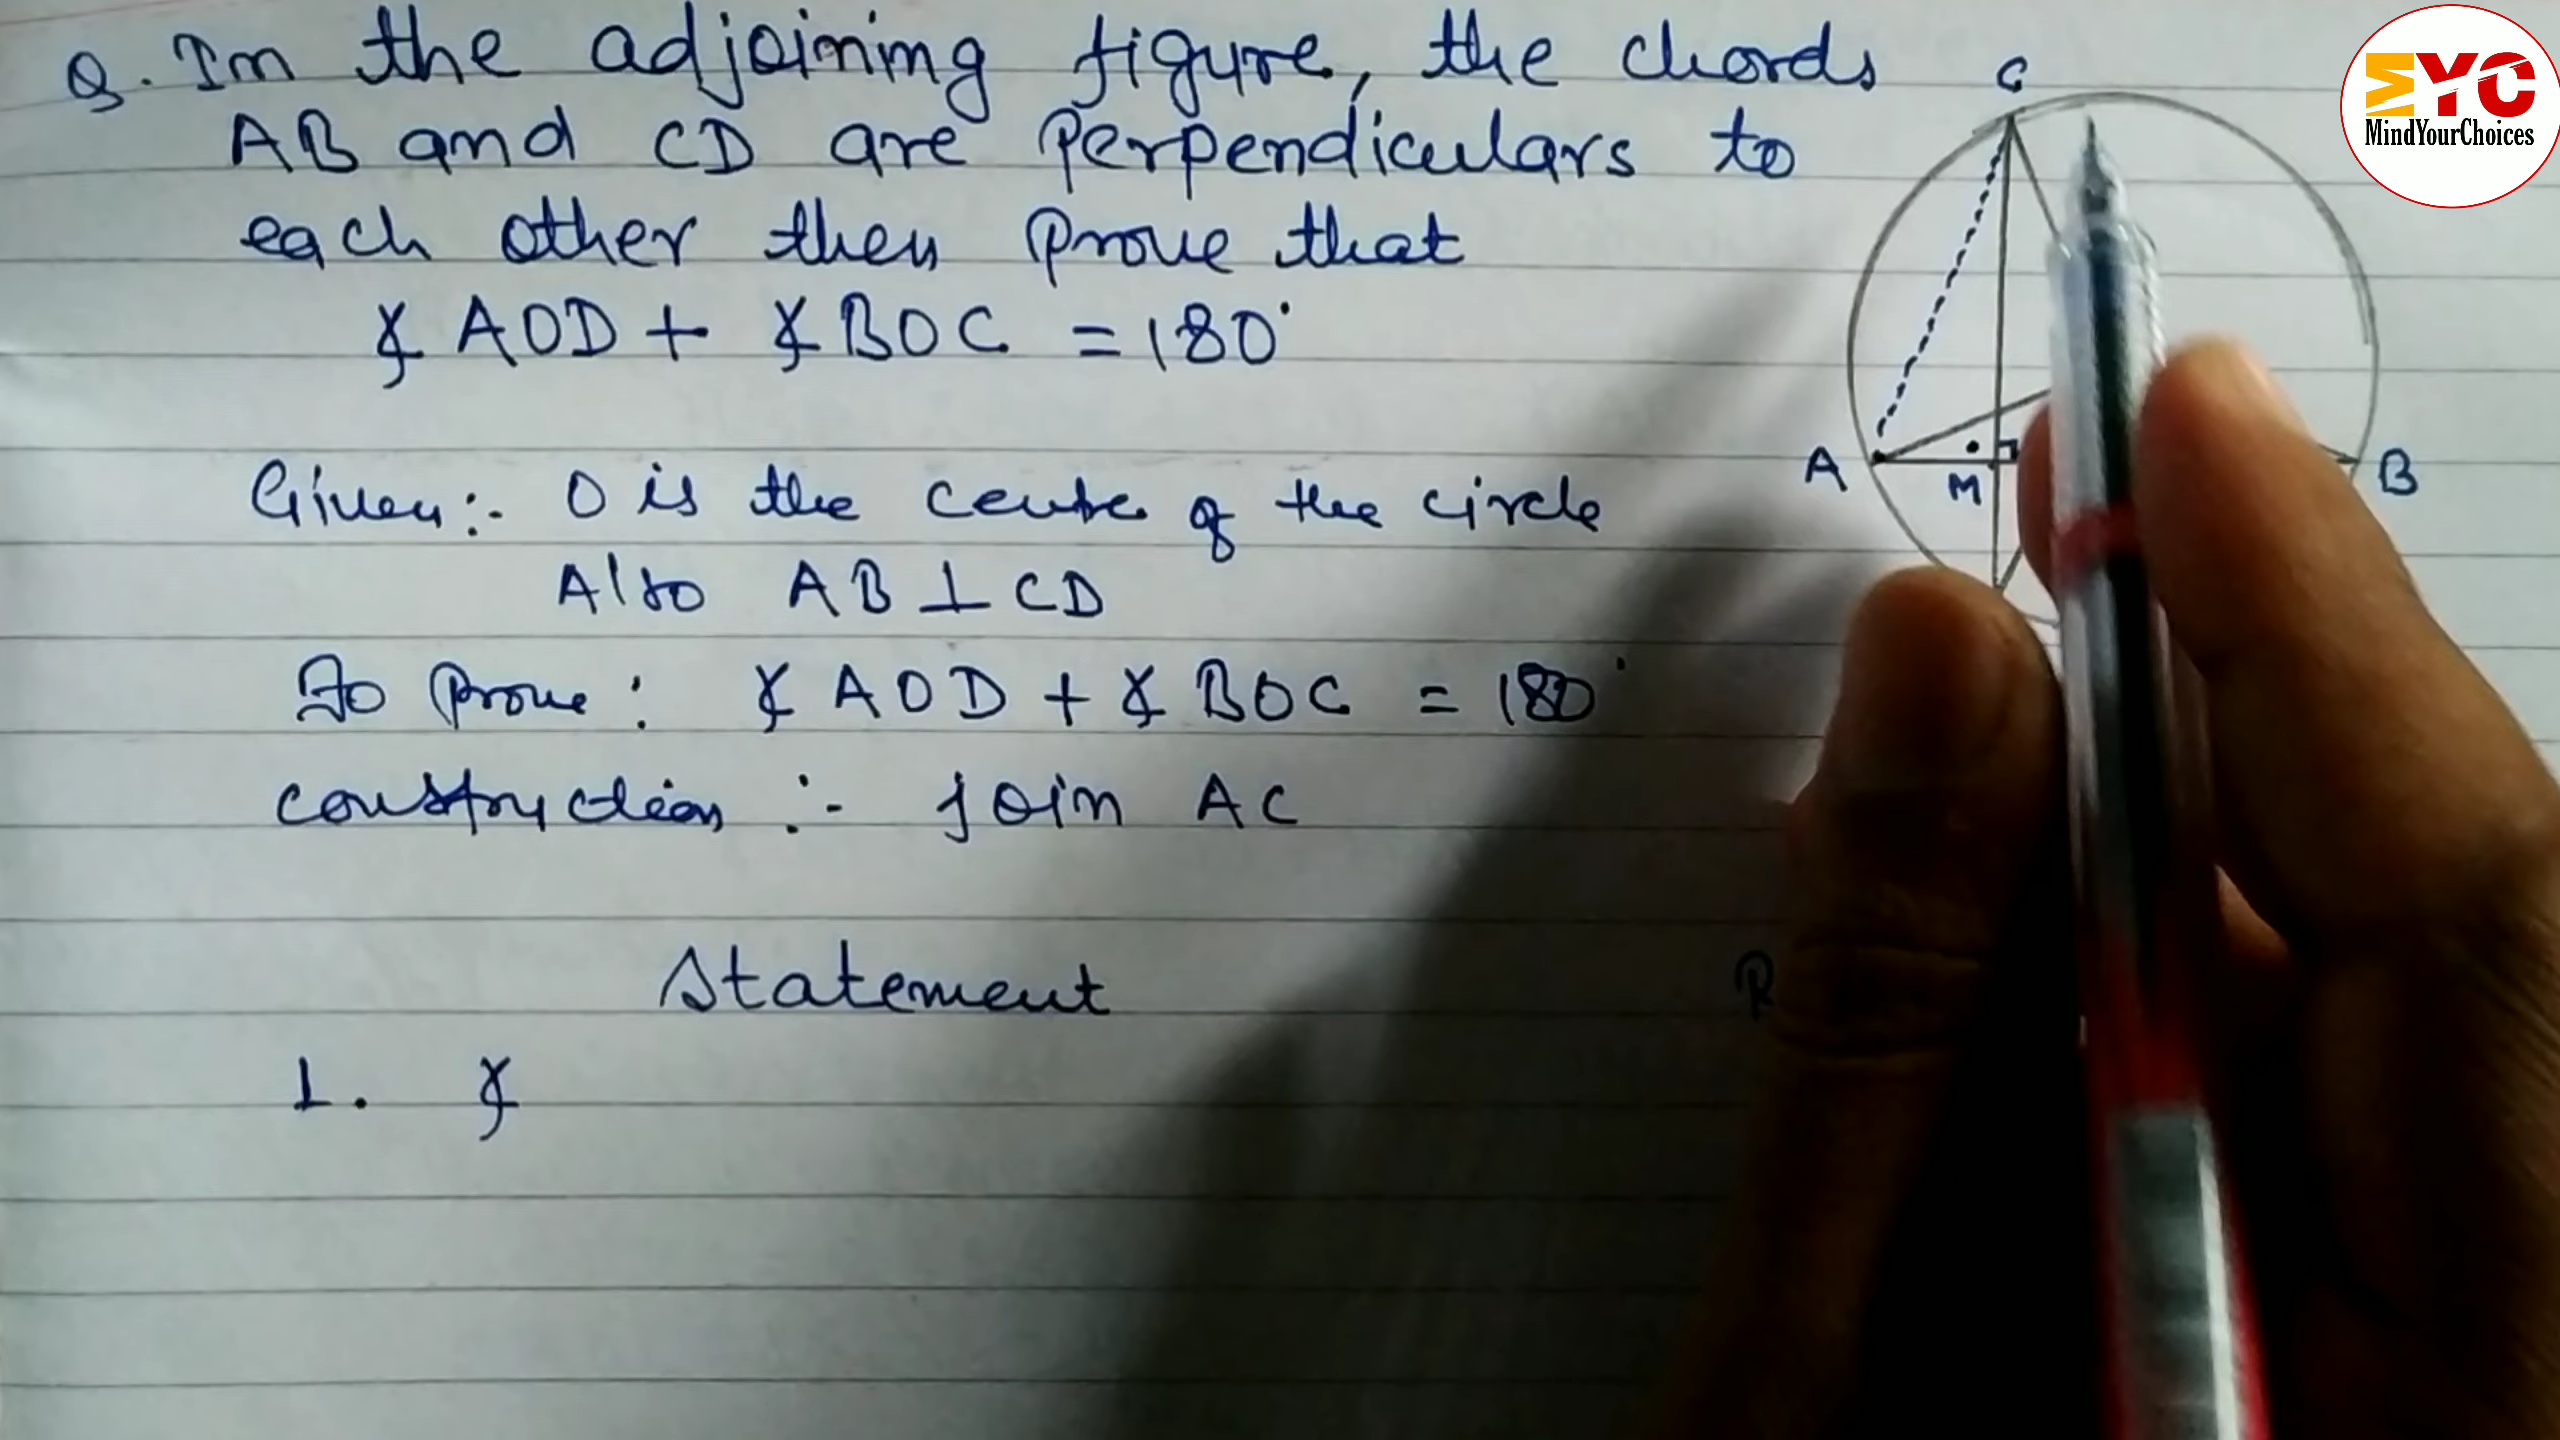 Q. In the adjoining figure, the chords
AB and CD are Perpendiculars to
each other then prove that
∡AOD + ∡BOC = 180°
Given:- O is the centre of the circle
Also AB ⊥ CD
To prove: ∡AOD + ∡BOC = 180°
construction :- join AC
Statement
R
1. ∡
C
A
M
B
MYC
MindYourChoices